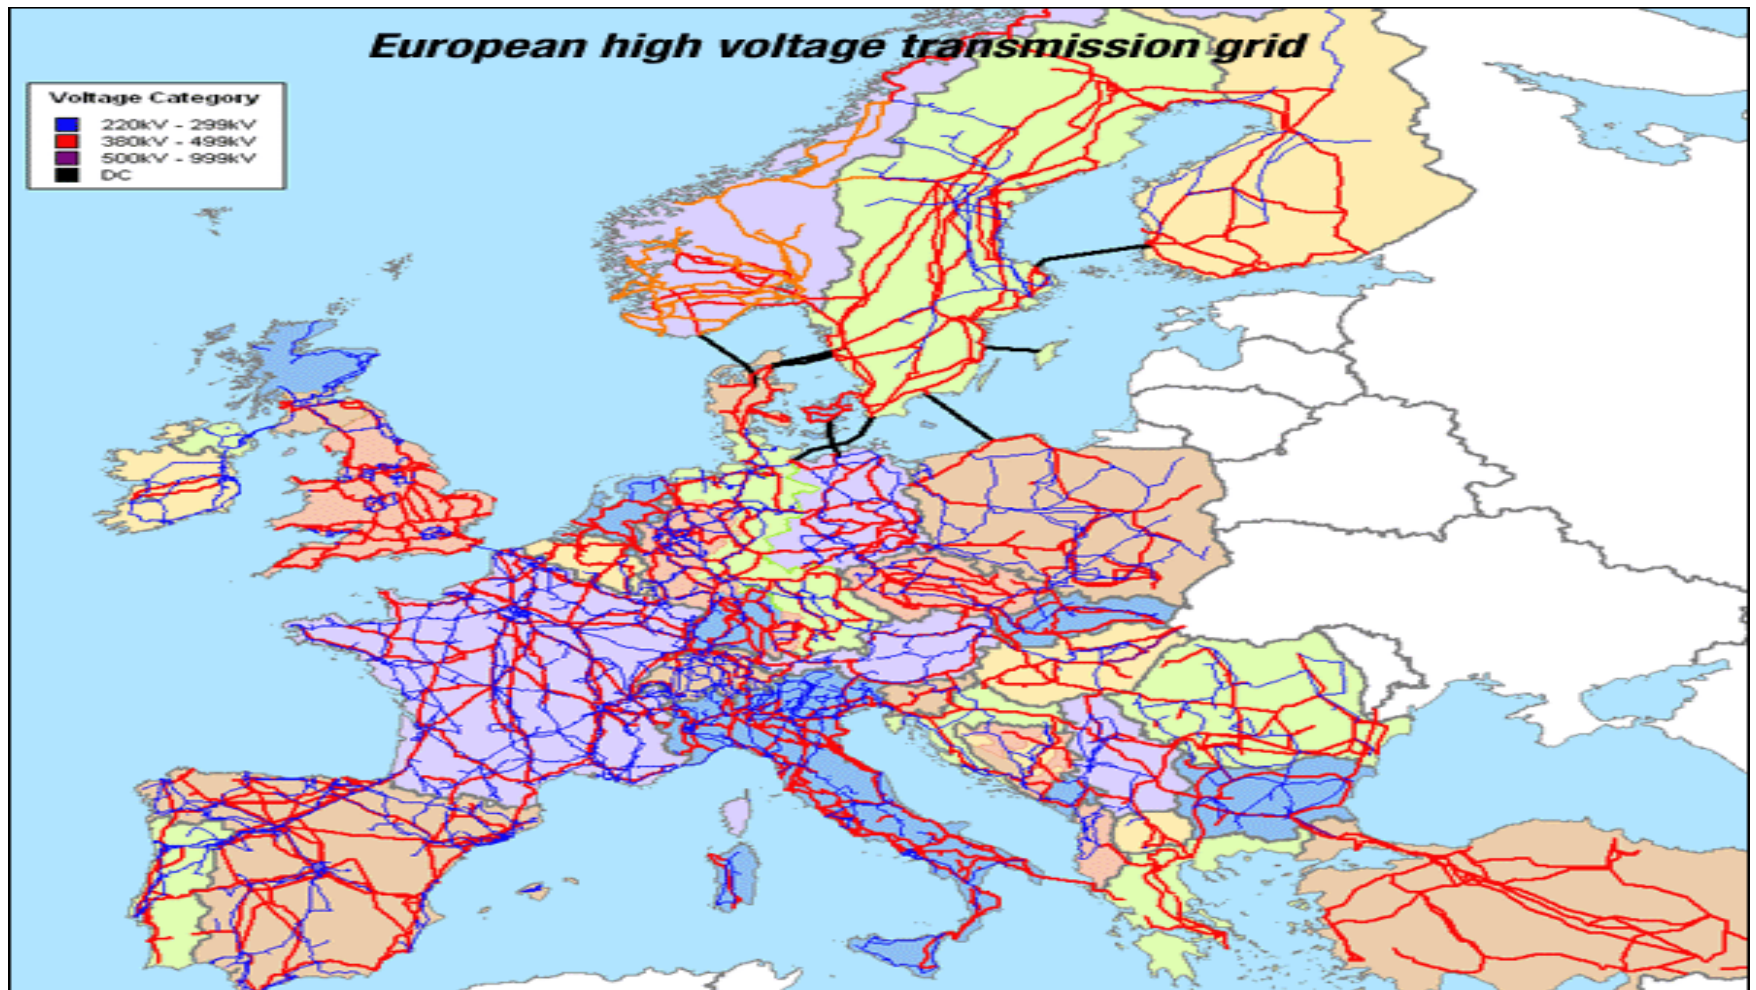 European high voltage transmission grid
Voltage Category
220kV - 299kV
380kV - 499kV
500kV - 999kV
DC